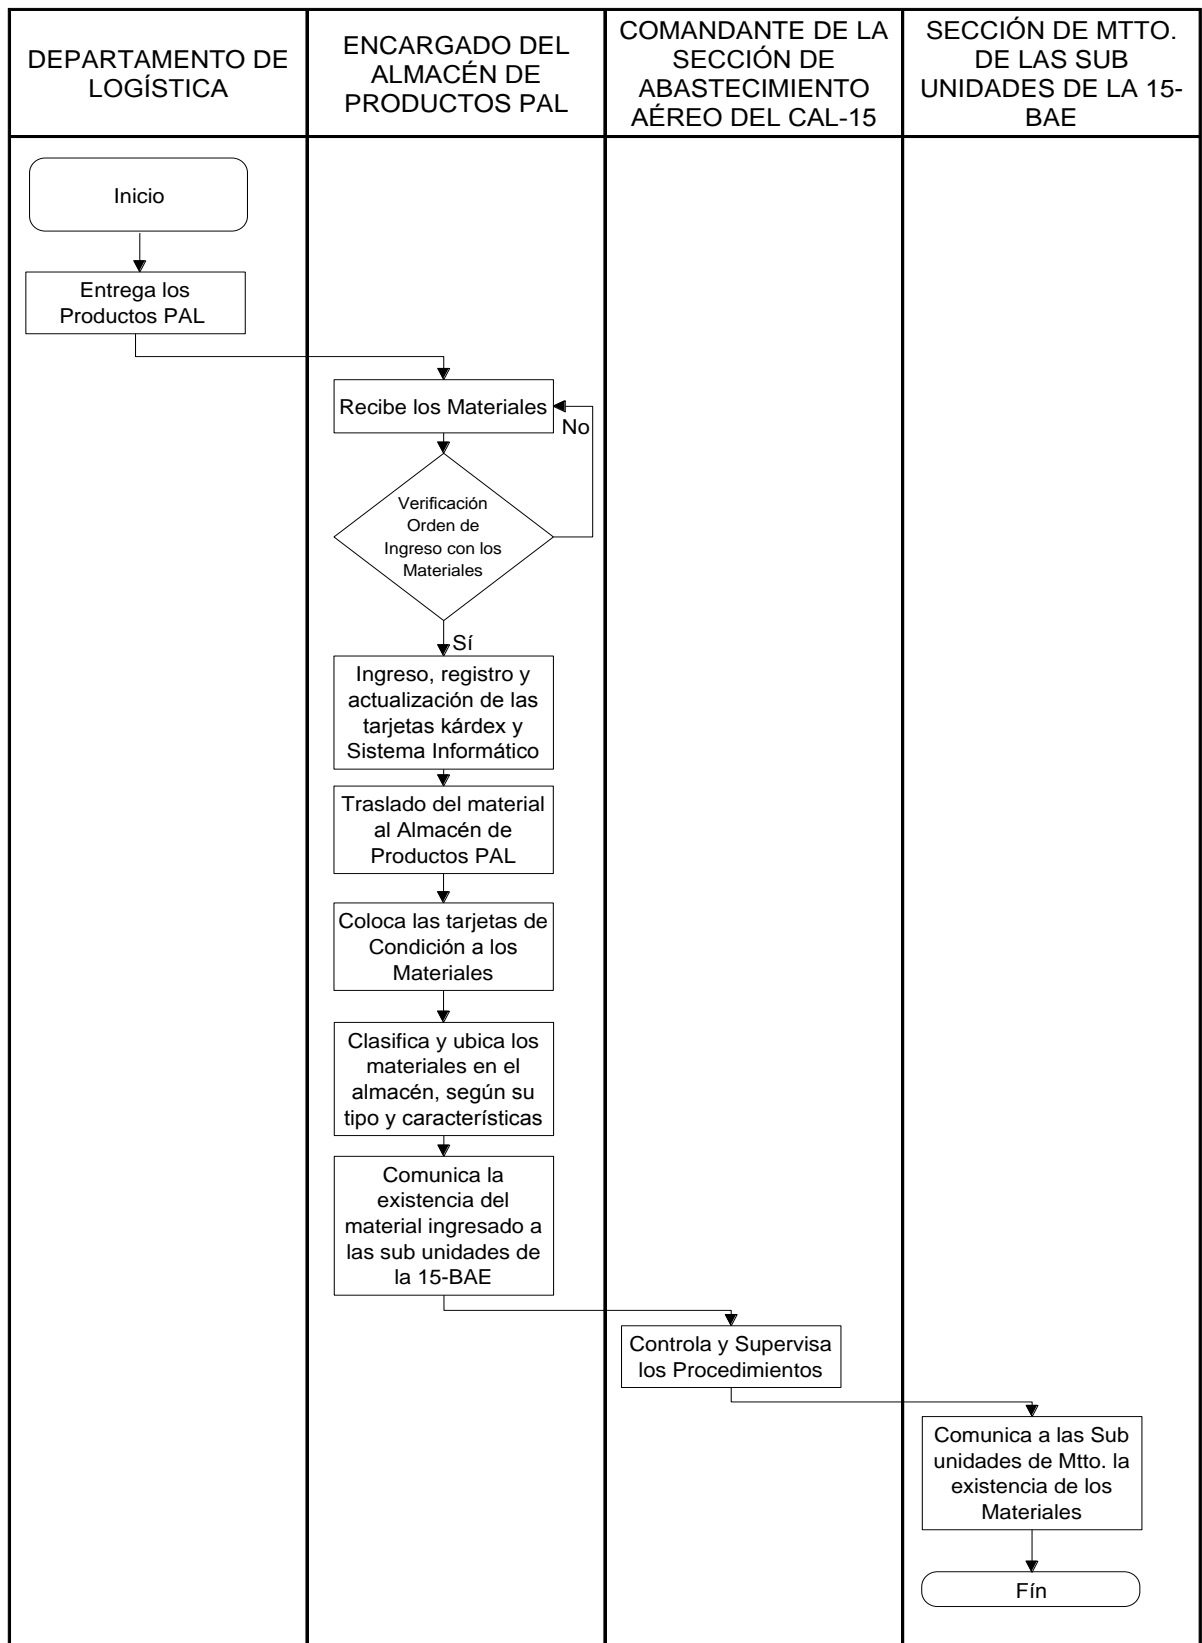 DEPARTAMENTO DE
LOGÍSTICA
ENCARGADO DEL
ALMACÉN DE
PRODUCTOS PAL
COMANDANTE DE LA
SECCIÓN DE
ABASTECIMIENTO
AÉREO DEL CAL-15
SECCIÓN DE MTTO.
DE LAS SUB
UNIDADES DE LA 15-
BAE
Inicio
Entrega los
Productos PAL
Recibe los Materiales
No
Verificación
Orden de
Ingreso con los
Materiales
Sí
Ingreso, registro y
actualización de las
tarjetas kárdex y
Sistema Informático
Traslado del material
al Almacén de
Productos PAL
Coloca las tarjetas de
Condición a los
Materiales
Clasifica y ubica los
materiales en el
almacén, según su
tipo y característícas
Comunica la
existencia del
material ingresado a
las sub unidades de
la 15-BAE
Controla y Supervisa
los Procedimientos
Comunica a las Sub
unidades de Mtto. la
existencia de los
Materiales
Fín